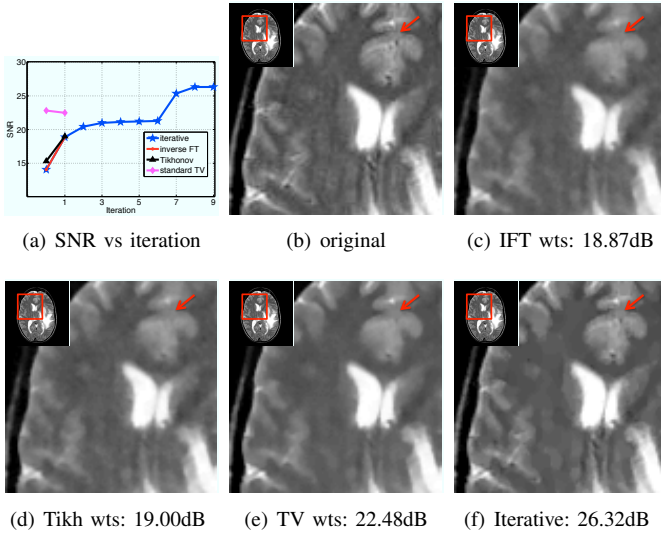 30
25
20
15
SNR
1
3
5
7
9
Iteration
iterative
inverse FT
Tikhonov
standard TV
(a) SNR vs iteration
(b) original
(c) IFT wts: 18.87dB
(d) Tikh wts: 19.00dB
(e) TV wts: 22.48dB
(f) Iterative: 26.32dB